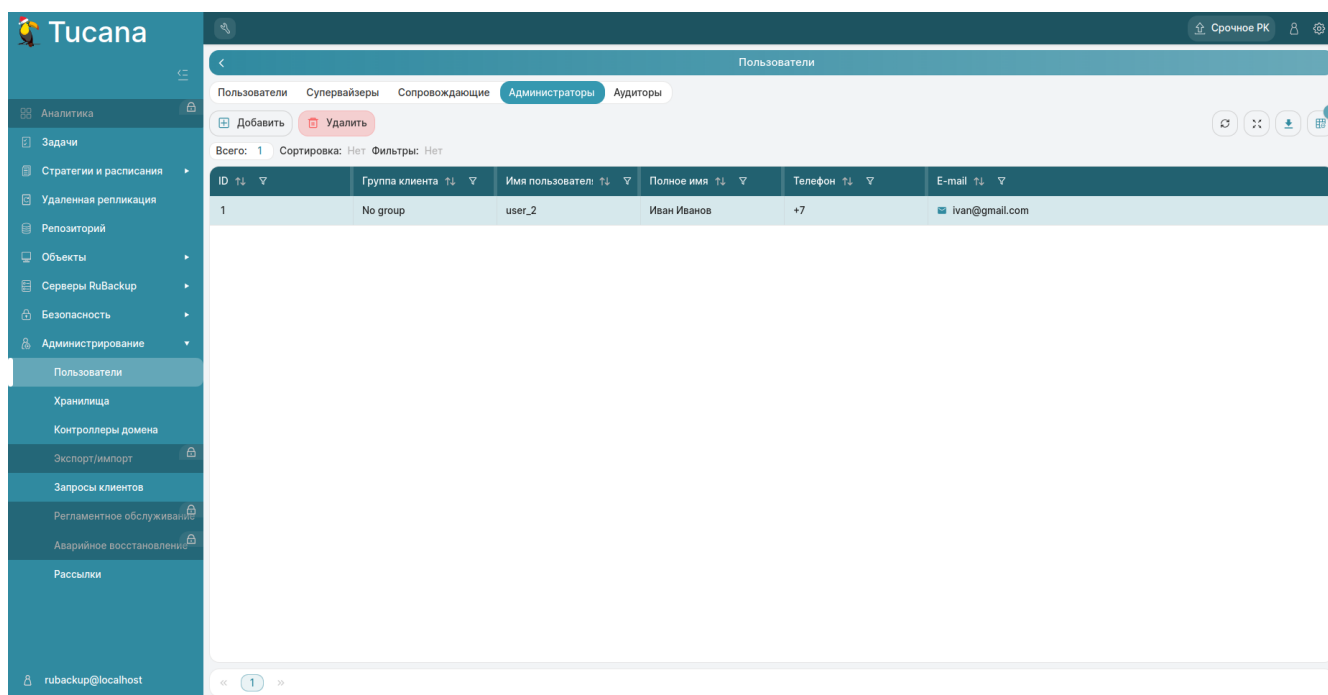 Tucana
Срочное РК
Пользователи
Пользователи Супервайзеры Сопровождающие Администраторы Аудиторы
Добавить Удалить
Всего: 1 Сортировка: Нет Фильтры: Нет
ID Группа клиента Имя пользовател Полное имя Телефон E-mail
1 No group user_2 Иван Иванов +7 ivan@gmail.com
Аналитика
Задачи
Стратегии и расписания
Удаленная репликация
Репозиторий
Объекты
Серверы RuBackup
Безопасность
Администрирование
Пользователи
Хранилища
Контроллеры домена
Экспорт/импорт
Запросы клиентов
Регламентное обслуживание
Аварийное восстановление
Рассылки
rubackup@localhost
« 1 »